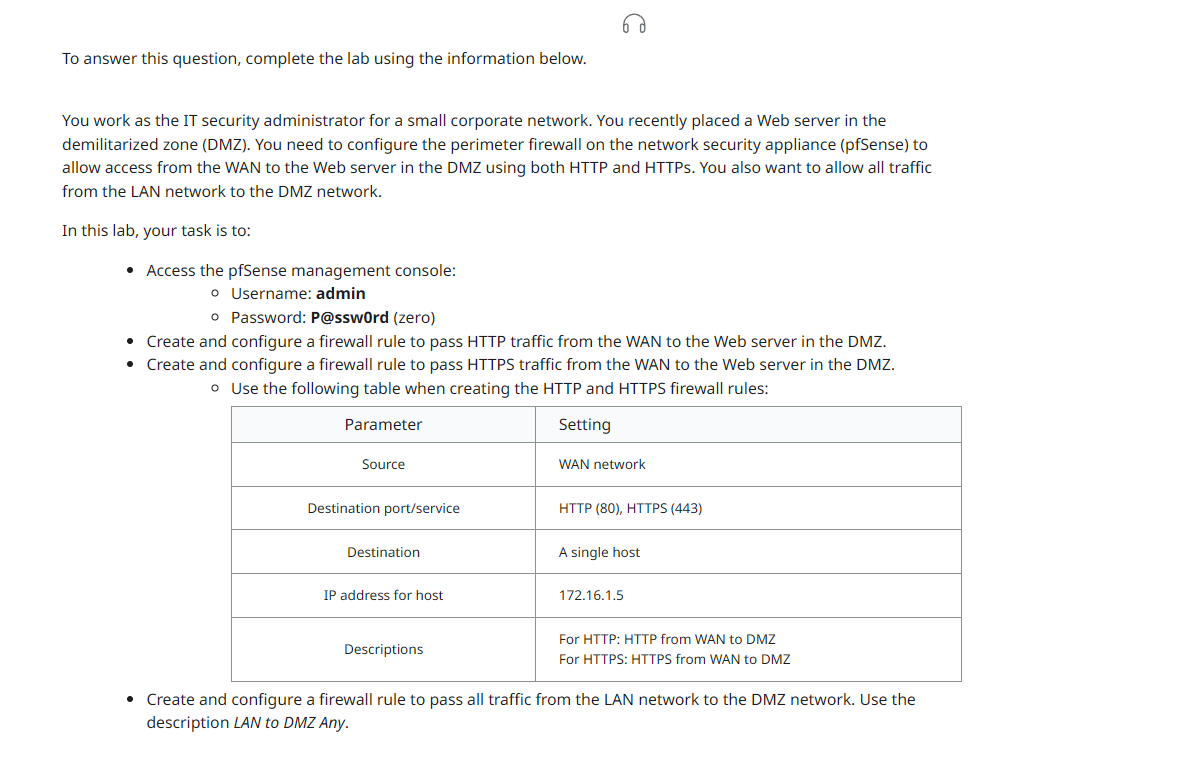 To answer this question, complete the lab using the information below.
You work as the IT security administrator for a small corporate network. You recently placed a Web server in the
demilitarized zone (DMZ). You need to configure the perimeter firewall on the network security appliance (pfSense) to
allow access from the WAN to the Web server in the DMZ using both HTTP and HTTPs. You also want to allow all traffic
from the LAN network to the DMZ network.
In this lab, your task is to:
• Access the pfSense management console:
○ Username: admin
○ Password: P@ssw0rd (zero)
• Create and configure a firewall rule to pass HTTP traffic from the WAN to the Web server in the DMZ.
• Create and configure a firewall rule to pass HTTPS traffic from the WAN to the Web server in the DMZ.
○ Use the following table when creating the HTTP and HTTPS firewall rules:
Parameter Setting
Source WAN network
Destination port/service HTTP (80), HTTPS (443)
Destination A single host
IP address for host 172.16.1.5
Descriptions For HTTP: HTTP from WAN to DMZ
For HTTPS: HTTPS from WAN to DMZ
• Create and configure a firewall rule to pass all traffic from the LAN network to the DMZ network. Use the
description LAN to DMZ Any.